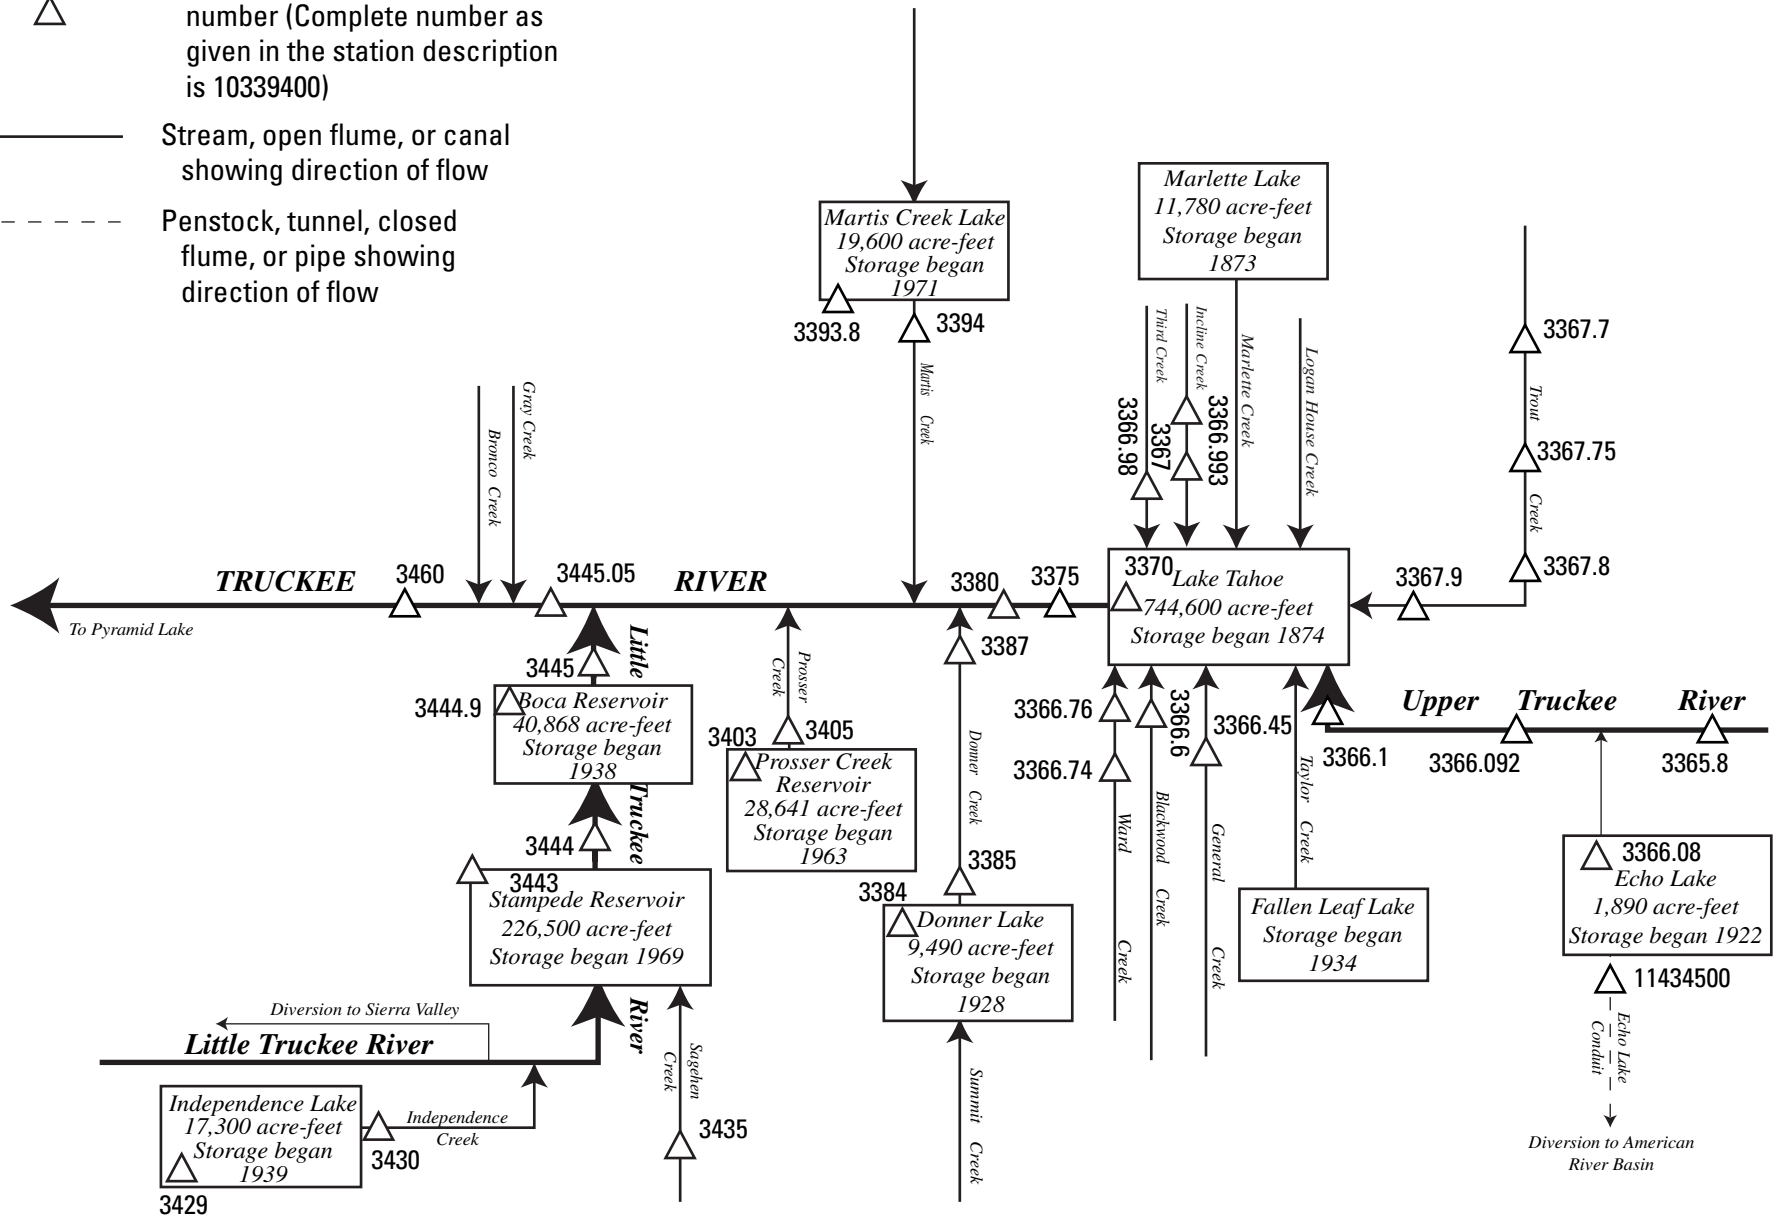 number (Complete number as
given in the station description
is 10339400)
Stream, open flume, or canal
showing direction of flow
Penstock, tunnel, closed
flume, or pipe showing
direction of flow
Martis Creek Lake
19,600 acre-feet
Storage began
1971
3393.8
3394
Martis Creek
Marlette Lake
11,780 acre-feet
Storage began
1873
Third Creek
Incline Creek
Marlette Creek
Logan House Creek
3366.98
3367
3366.993
3367.7
Trout
3367.75
Creek
3367.8
3367.9
Gray Creek
Bronco Creek
TRUCKEE
3460
3445.05
RIVER
3380
3375
To Pyramid Lake
3370
Lake Tahoe
744,600 acre-feet
Storage began 1874
Little
3445
3444.9
Boca Reservoir
40,868 acre-feet
Storage began
1938
Truckee
3444
3443
Stampede Reservoir
226,500 acre-feet
Storage began 1969
River
Prosser
Creek
3403
3405
Prosser Creek
Reservoir
28,641 acre-feet
Storage began
1963
3387
Donner Creek
3385
3384
Donner Lake
9,490 acre-feet
Storage began
1928
Summit Creek
3366.76
3366.74
Ward Creek
3366.6
Blackwood Creek
3366.45
General Creek
Taylor Creek
3366.1
Upper Truckee River
3366.092
3365.8
Fallen Leaf Lake
Storage began
1934
3366.08
Echo Lake
1,890 acre-feet
Storage began 1922
11434500
Echo Lake
Conduit
Diversion to American
River Basin
Diversion to Sierra Valley
Little Truckee River
Independence Lake
17,300 acre-feet
Storage began
1939
3429
3430
Independence
Creek
Sagehen
Creek
3435